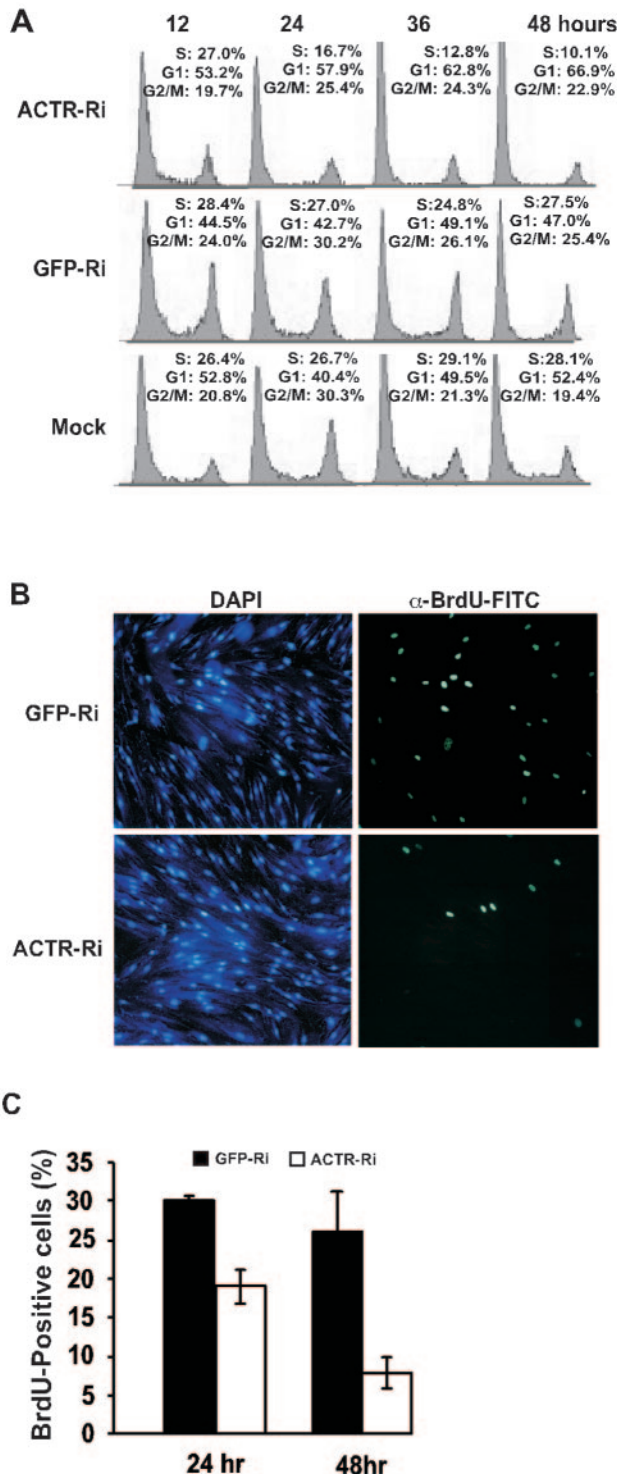 A
12 24 36 48 hours
ACTR-Ri
S: 27.0%
G1: 53.2%
G2/M: 19.7%
S: 16.7%
G1: 57.9%
G2/M: 25.4%
S:12.8%
G1: 62.8%
G2/M: 24.3%
S:10.1%
G1: 66.9%
G2/M: 22.9%
GFP-Ri
S: 28.4%
G1: 44.5%
G2/M: 24.0%
S: 27.0%
G1: 42.7%
G2/M: 30.2%
S: 24.8%
G1: 49.1%
G2/M: 26.1%
S:27.5%
G1: 47.0%
G2/M: 25.4%
Mock
S: 26.4%
G1: 52.8%
G2/M: 20.8%
S: 26.7%
G1: 40.4%
G2/M: 30.3%
S: 29.1%
G1: 49.5%
G2/M: 21.3%
S:28.1%
G1: 52.4%
G2/M: 19.4%
B
DAPI α-BrdU-FITC
GFP-Ri
ACTR-Ri
C
GFP-Ri ACTR-Ri
BrdU-Positive cells (%)
35
30
25
20
15
10
5
0
24 hr 48hr